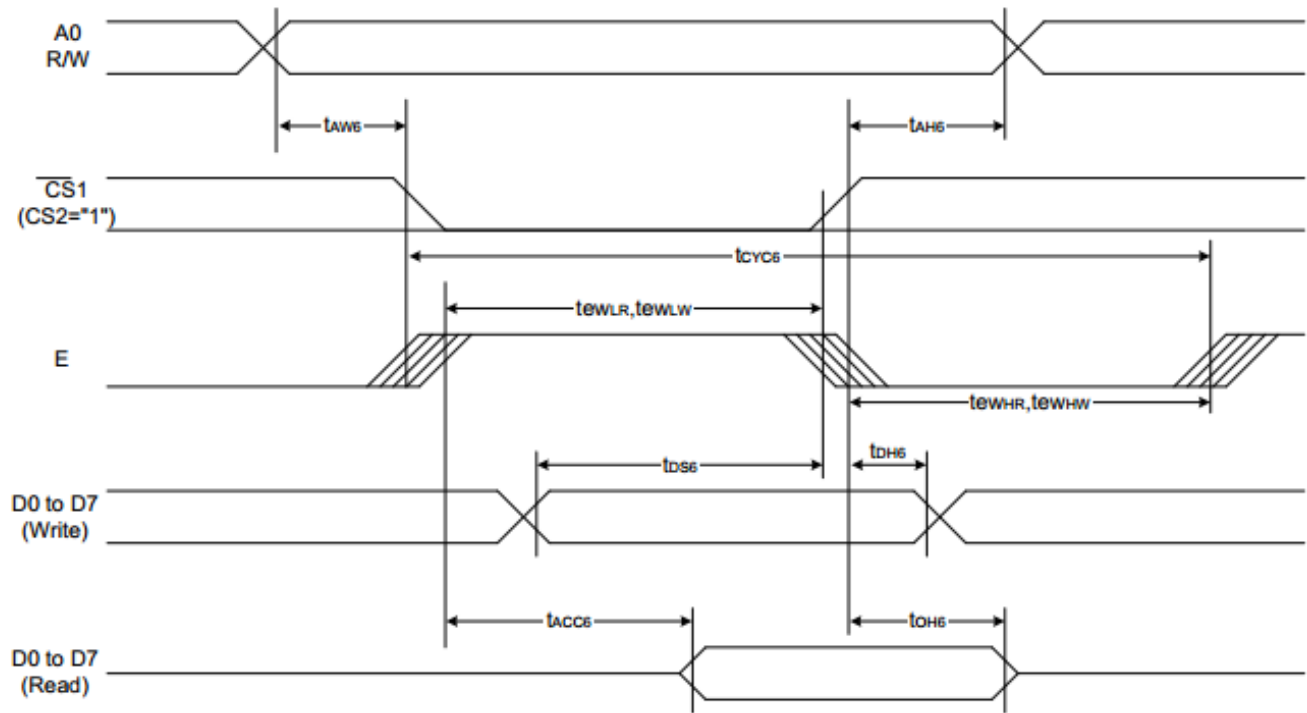 A0
R/W
tAW6
tAH6
CS1
(CS2="1")
tCYC6
tewLR,tewLW
E
tewHR,tewHW
tDS6
tDH6
D0 to D7
(Write)
tACC6
tOH6
D0 to D7
(Read)